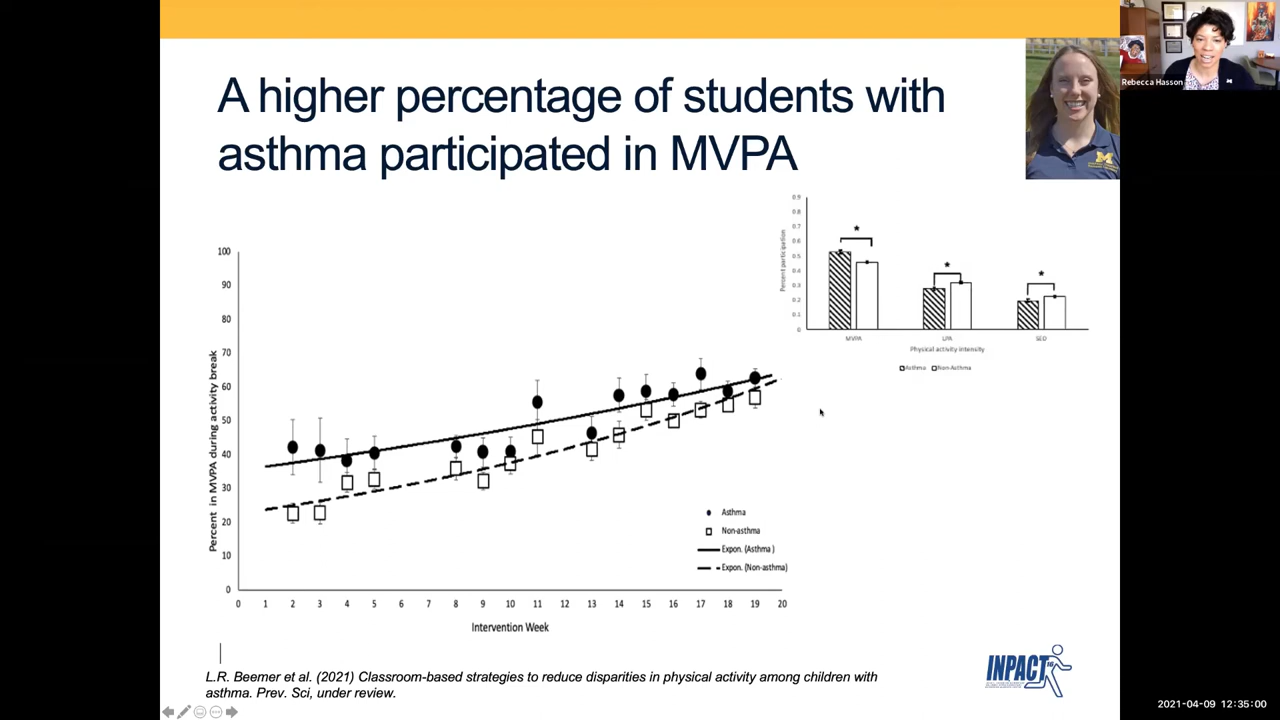 A higher percentage of students with
asthma participated in MVPA
Rebecca Hasson
0.9
0.8
0.7
0.6
0.5
0.4
0.3
0.2
0.1
0
Percent participation
*
*
*
MVPA
LPA
SED
Physical activity intensity
Asthma
Non-Asthma
100
90
80
70
60
50
40
30
20
10
0
Percent in MVPA during activity break
Asthma
Non-asthma
Expon. (Asthma )
Expon. (Non-asthma)
0 1 2 3 4 5 6 7 8 9 10 11 12 13 14 15 16 17 18 19 20
Intervention Week
L.R. Beemer et al. (2021) Classroom-based strategies to reduce disparities in physical activity among children with
asthma. Prev. Sci, under review.
INPACT
2021-04-09 12:35:00